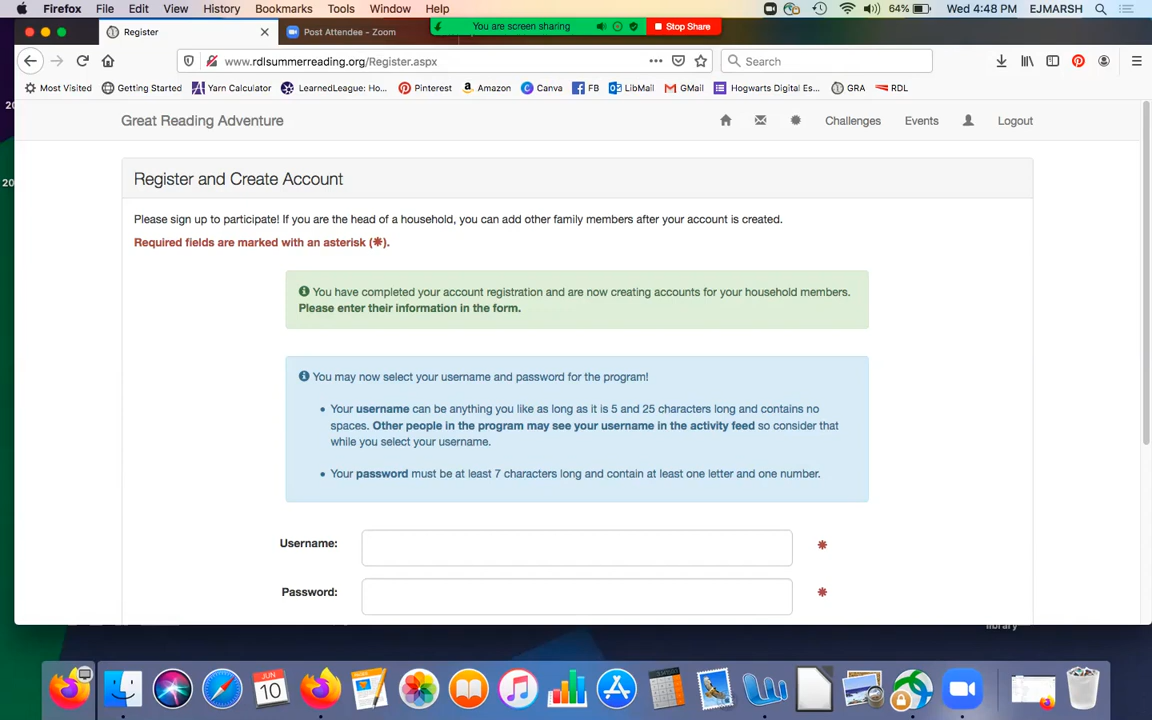 Firefox File Edit View History Bookmarks Tools Window Help 64% Wed 4:48 PM EJMARSH
You are screen sharing Stop Share
Register Post Attendee - Zoom
www.rdlsummerreading.org/Register.aspx Search
Most Visited Getting Started Yarn Calculator LearnedLeague: Ho... Pinterest Amazon Canva FB LibMail GMail Hogwarts Digital Es... GRA RDL
Great Reading Adventure Challenges Events Logout
Register and Create Account
Please sign up to participate! If you are the head of a household, you can add other family members after your account is created.
Required fields are marked with an asterisk (✱).
You have completed your account registration and are now creating accounts for your household members.
Please enter their information in the form.
You may now select your username and password for the program!
• Your username can be anything you like as long as it is 5 and 25 characters long and contains no
spaces. Other people in the program may see your username in the activity feed so consider that
while you select your username.
• Your password must be at least 7 characters long and contain at least one letter and one number.
Username: ✱
Password: ✱
library
JUN
10